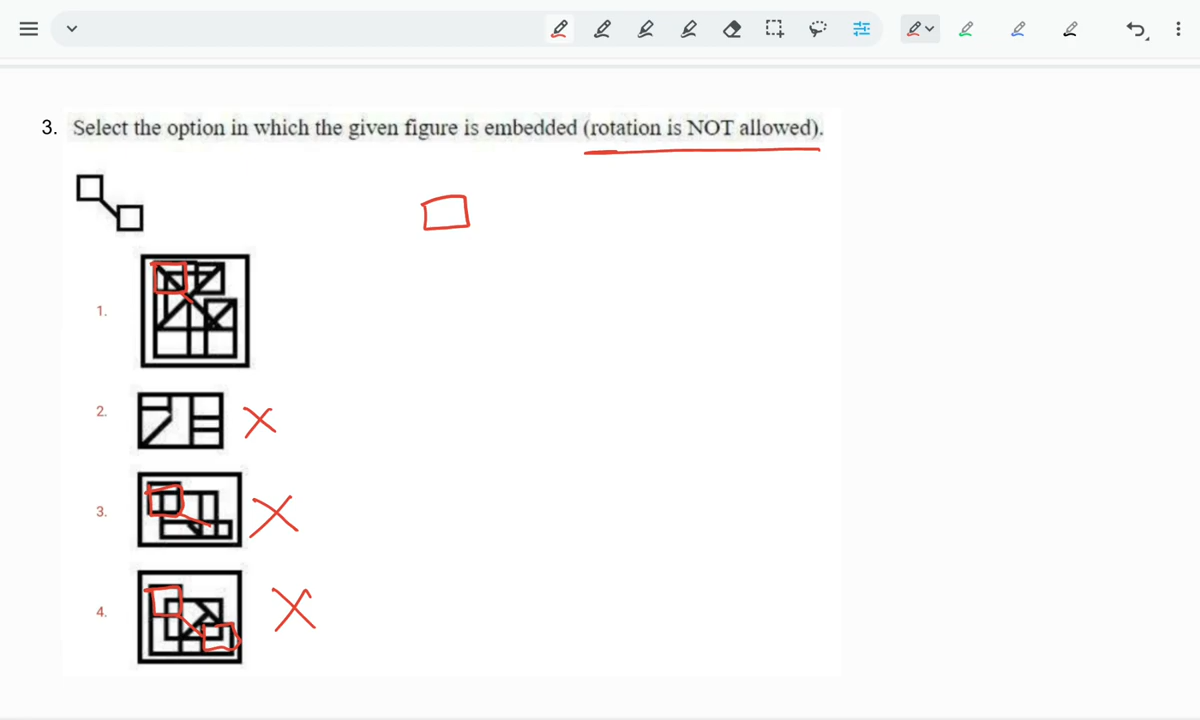 3. Select the option in which the given figure is embedded (rotation is NOT allowed).
1.
2.
3.
4.